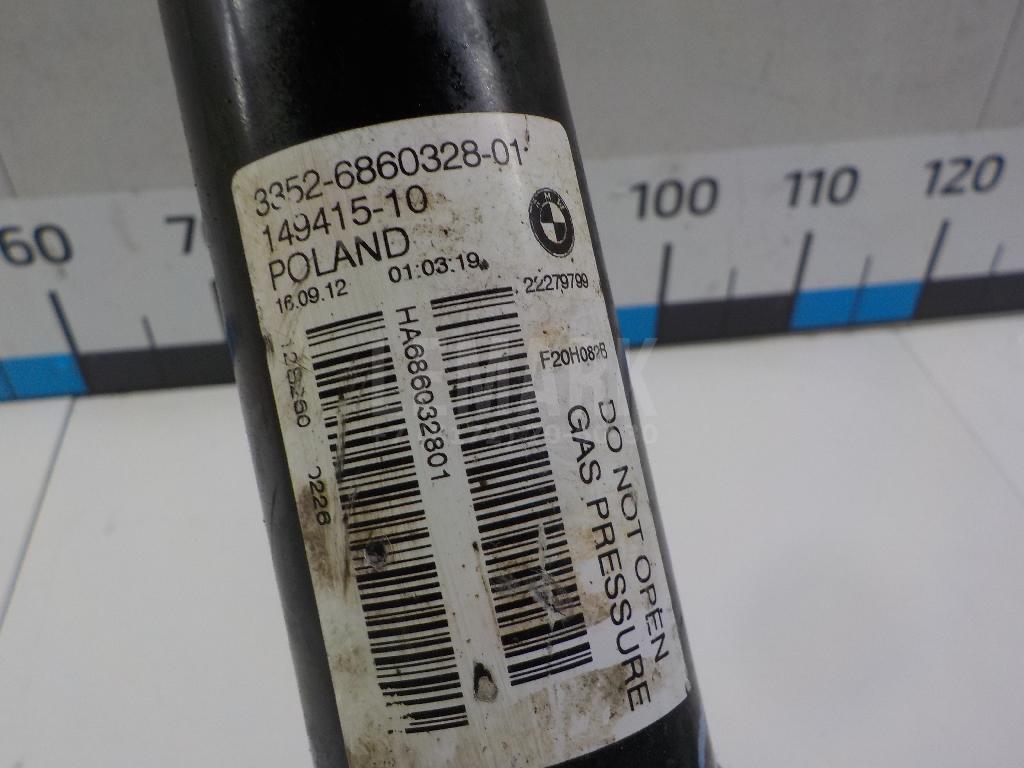 3352-6860328-01
149415-10
POLAND
16.09.12 01:03:19
22279799
BMW
HA686032801
F20H0826
DO NOT OPEN
GAS PRESSURE
60
100
110
120